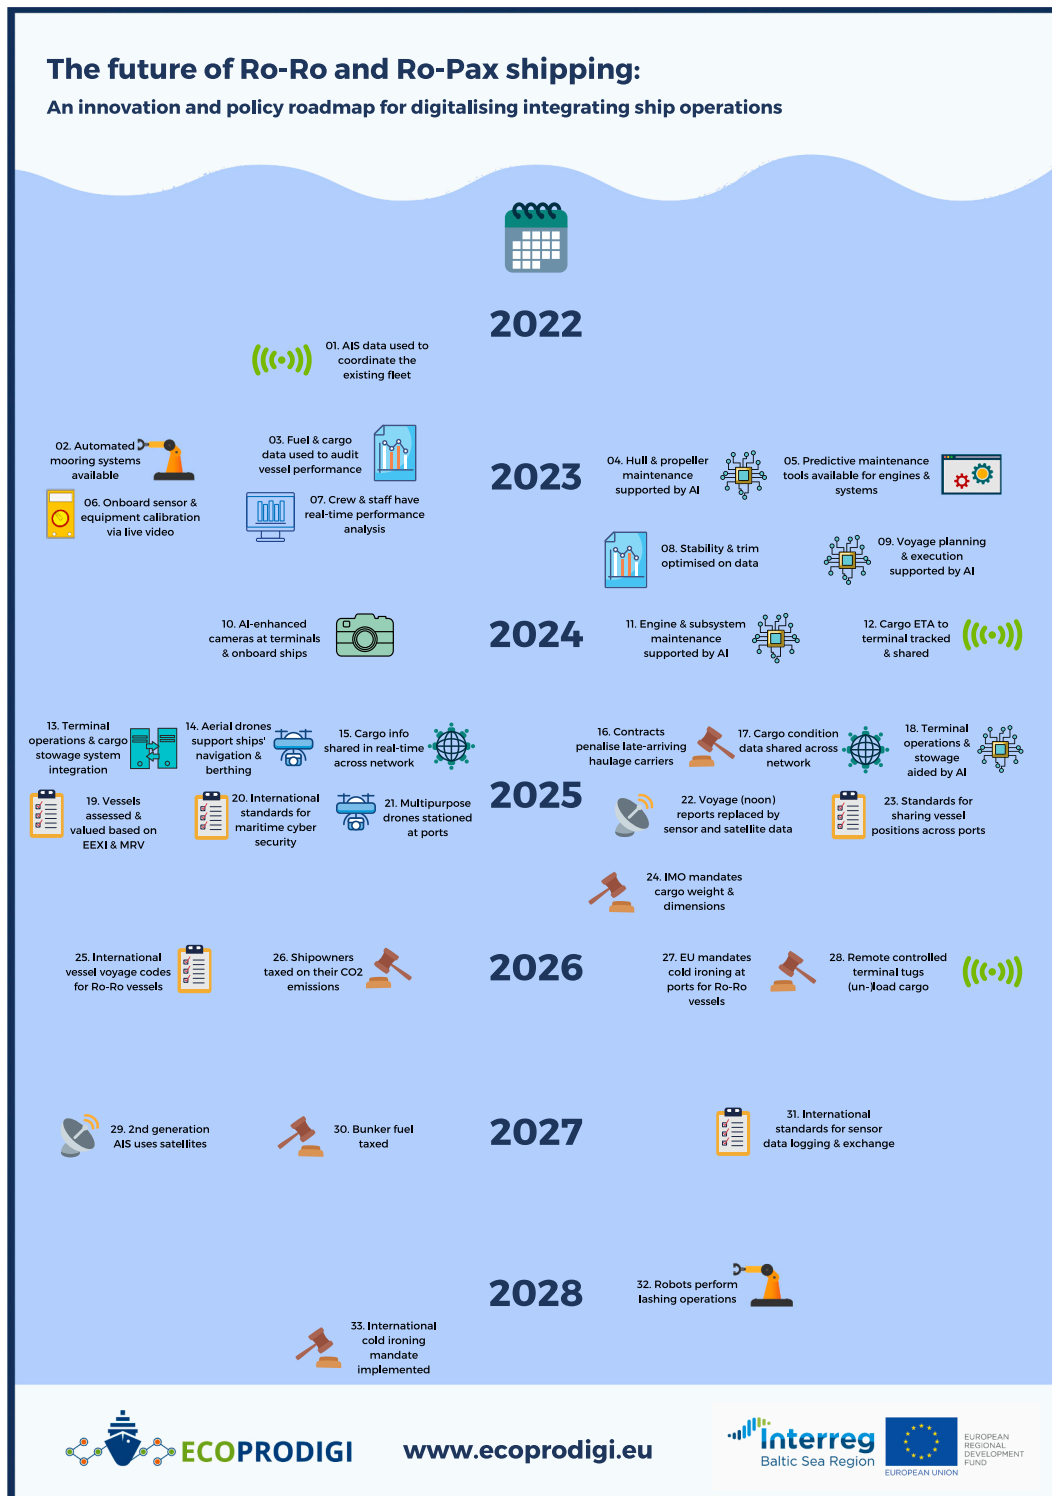 The future of Ro-Ro and Ro-Pax shipping:
An innovation and policy roadmap for digitalising integrating ship operations
2022
01. AIS data used to
coordinate the
existing fleet
02. Automated
mooring systems
available
03. Fuel & cargo
data used to audit
vessel performance
2023
04. Hull & propeller
maintenance
supported by AI
05. Predictive maintenance
tools available for engines &
systems
06. Onboard sensor &
equipment calibration
via live video
07. Crew & staff have
real-time performance
analysis
08. Stability & trim
optimised on data
09. Voyage planning
& execution
supported by AI
10. AI-enhanced
cameras at terminals
& onboard ships
2024
11. Engine & subsystem
maintenance
supported by AI
12. Cargo ETA to
terminal tracked
& shared
13. Terminal
operations & cargo
stowage system
integration
14. Aerial drones
support ships'
navigation &
berthing
15. Cargo info
shared in real-time
across network
16. Contracts
penalise late-arriving
haulage carriers
17. Cargo condition
data shared across
network
18. Terminal
operations &
stowage
aided by AI
2025
19. Vessels
assessed &
valued based on
EEXI & MRV
20. International
standards for
maritime cyber
security
21. Multipurpose
drones stationed
at ports
22. Voyage (noon)
reports replaced by
sensor and satellite data
23. Standards for
sharing vessel
positions across ports
24. IMO mandates
cargo weight &
dimensions
25. International
vessel voyage codes
for Ro-Ro vessels
26. Shipowners
taxed on their CO2
emissions
2026
27. EU mandates
cold ironing at
ports for Ro-Ro
vessels
28. Remote controlled
terminal tugs
(un-)load cargo
29. 2nd generation
AIS uses satellites
30. Bunker fuel
taxed
2027
31. International
standards for sensor
data logging & exchange
2028
32. Robots perform
lashing operations
33. International
cold ironing
mandate
implemented
ECOPRODIGI
www.ecoprodigi.eu
Interreg
Baltic Sea Region
EUROPEAN UNION
EUROPEAN
REGIONAL
DEVELOPMENT
FUND